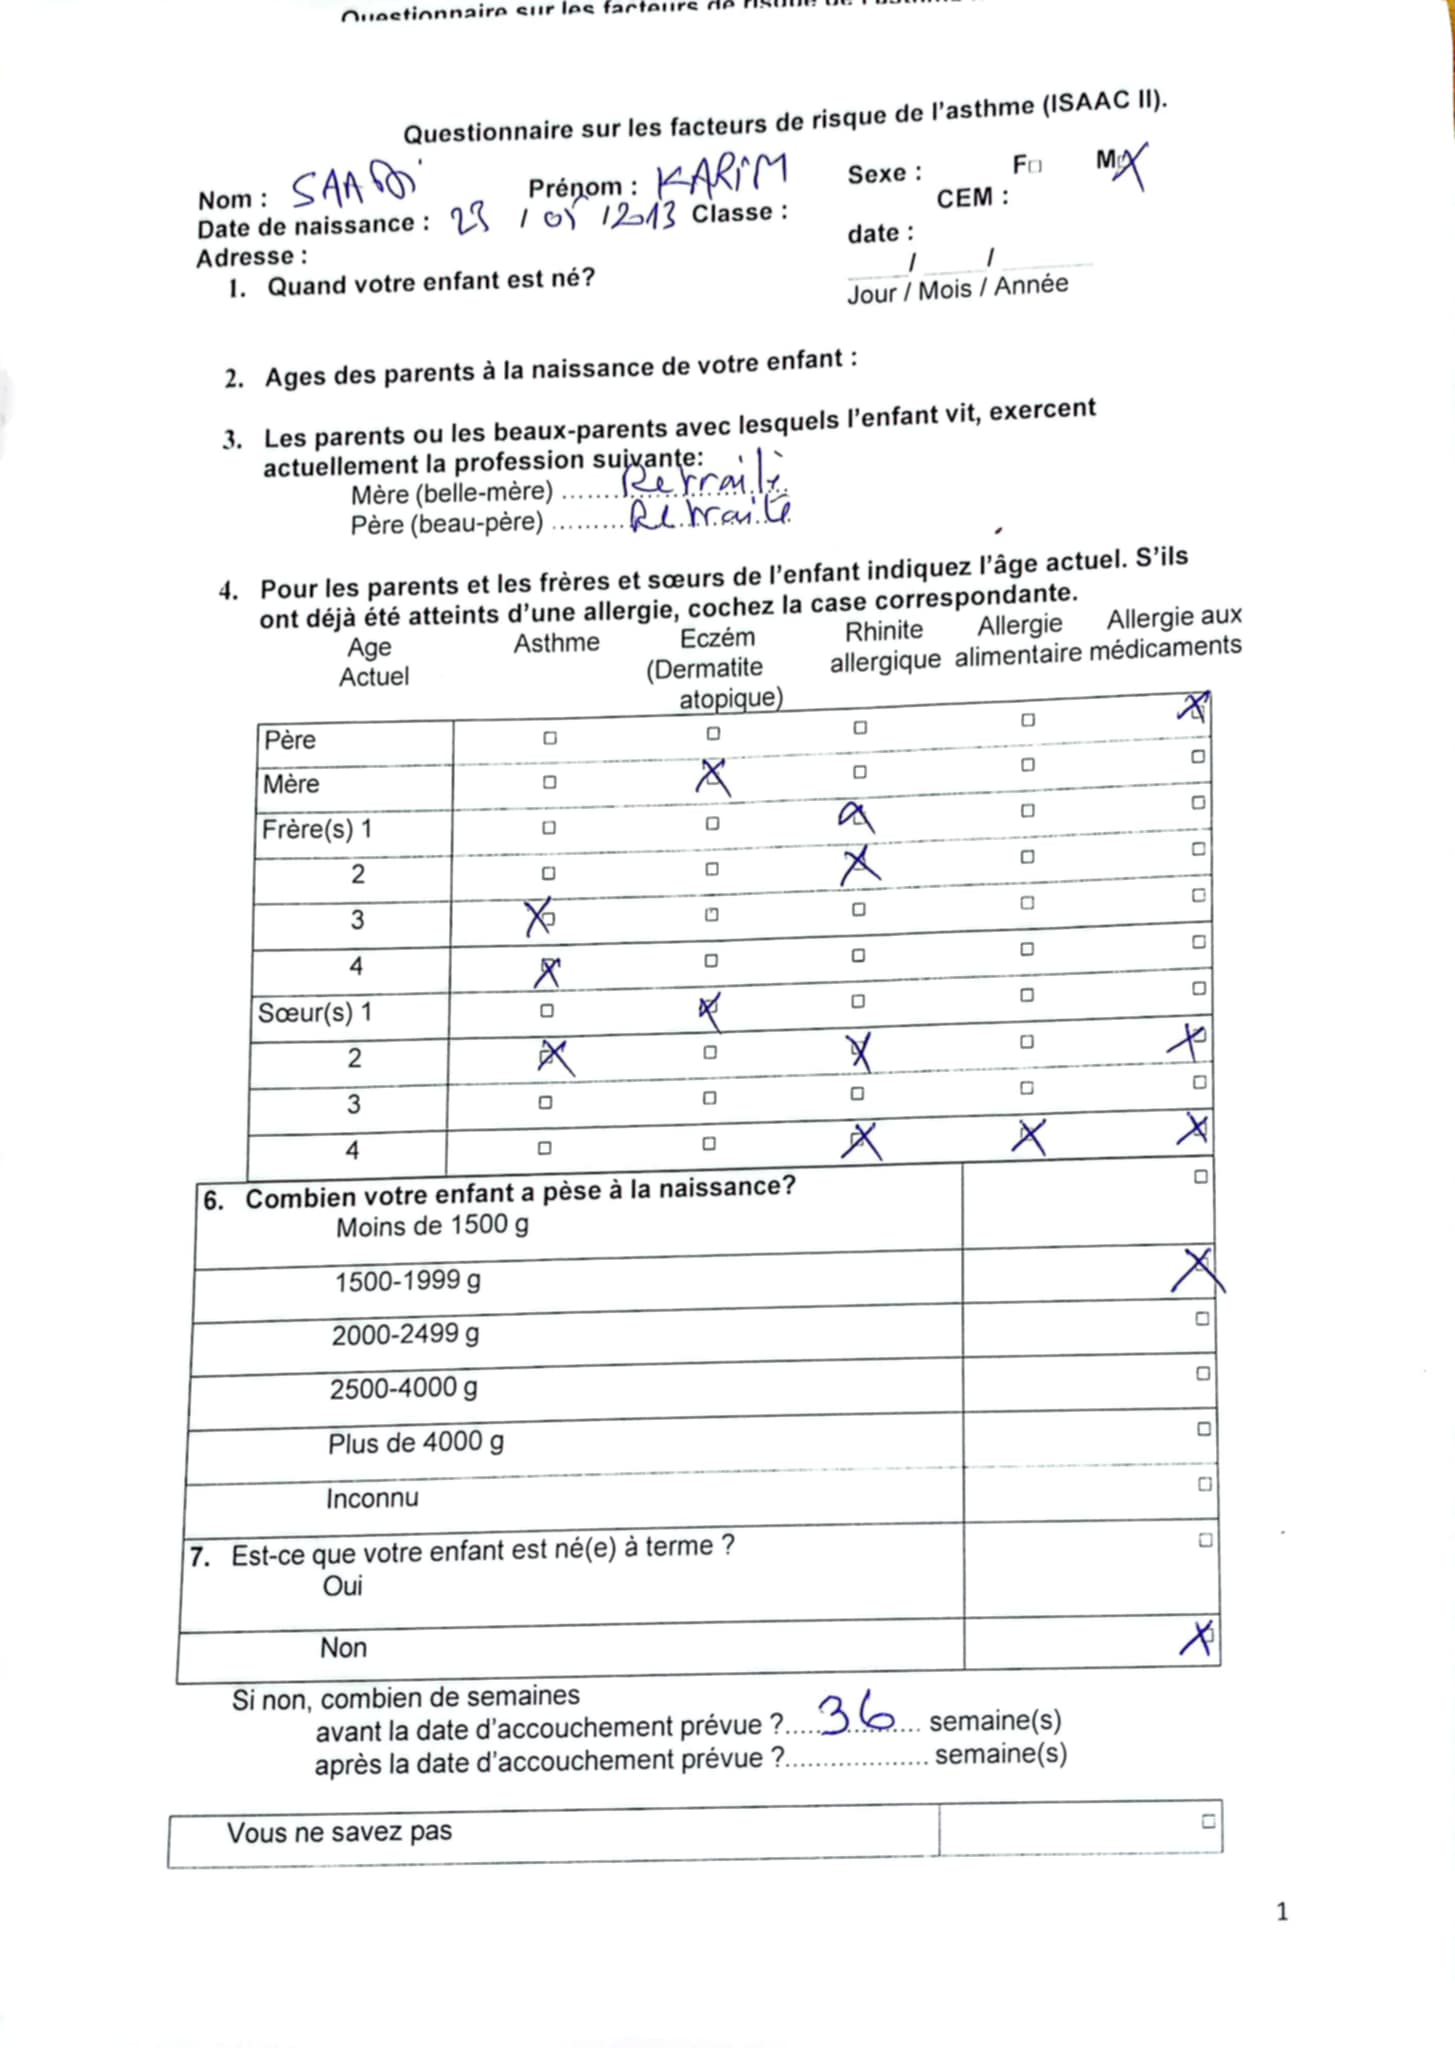 Questionnaire sur les facteurs de
Questionnaire sur les facteurs de risque de l'asthme (ISAAC II).
Nom : SAADi Prénom : KARIM Sexe : F□ M☒
Date de naissance : 23 / 05 / 2013 Classe : CEM :
Adresse : date :
1. Quand votre enfant est né? ____/____/______
Jour / Mois / Année
2. Ages des parents à la naissance de votre enfant :
3. Les parents ou les beaux-parents avec lesquels l'enfant vit, exercent
actuellement la profession suivante:
Mère (belle-mère) ....... Retraité
Père (beau-père) ......... Retraité
4. Pour les parents et les frères et sœurs de l'enfant indiquez l'âge actuel. S'ils
ont déjà été atteints d'une allergie, cochez la case correspondante.
Age Asthme Eczém Rhinite Allergie Allergie aux
Actuel (Dermatite allergique alimentaire médicaments
atopique)
Père □ □ □ □ ☒
Mère □ ☒ □ □ □
Frère(s) 1 □ □ ☒ □ □
2 □ □ ☒ □ □
3 ☒ □ □ □ □
4 ☒ □ □ □ □
Sœur(s) 1 □ ☒ □ □ □
2 ☒ □ ☒ □ ☒
3 □ □ □ □ □
4 □ □ ☒ ☒ ☒
6. Combien votre enfant a pèse à la naissance? □
Moins de 1500 g
1500-1999 g ☒
2000-2499 g □
2500-4000 g □
Plus de 4000 g □
Inconnu □
7. Est-ce que votre enfant est né(e) à terme ? □
Oui
Non ☒
Si non, combien de semaines
avant la date d'accouchement prévue ?..... 36 ..... semaine(s)
après la date d'accouchement prévue ?................... semaine(s)
Vous ne savez pas □
1